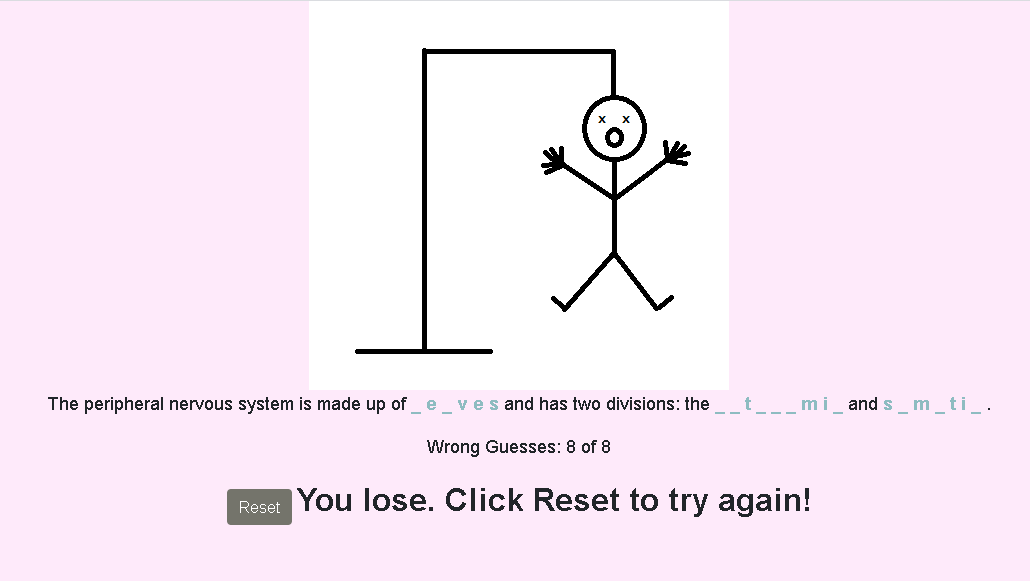 x x
The peripheral nervous system is made up of _ e _ v e s and has two divisions: the _ _ t _ _ _ m i _ and s _ m _ t i _ .
Wrong Guesses: 8 of 8
Reset You lose. Click Reset to try again!